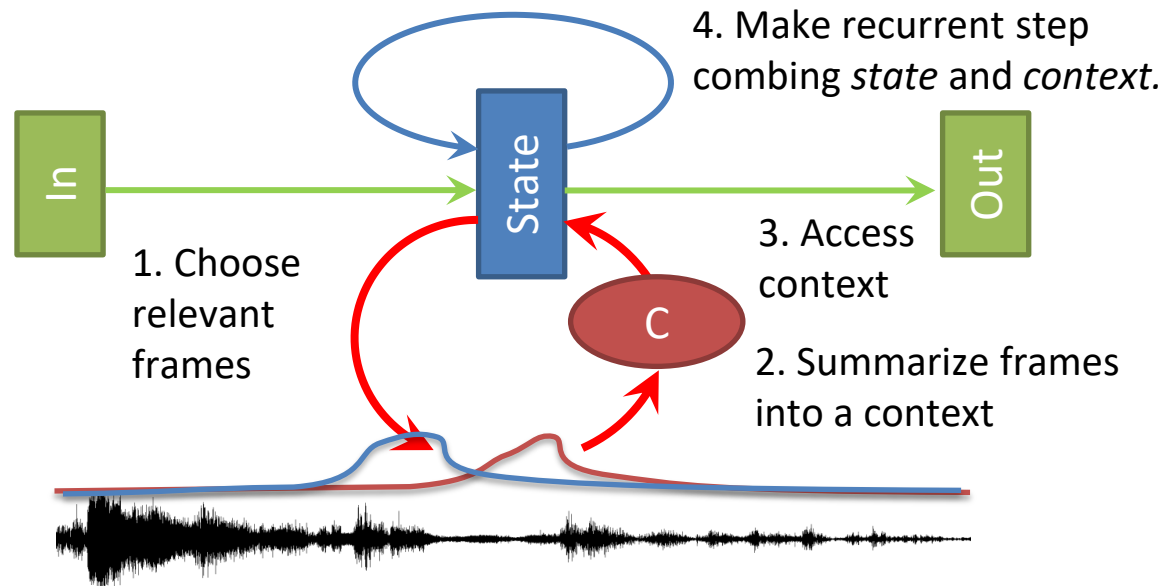 4. Make recurrent step
combing state and context.
In
State
Out
1. Choose
relevant
frames
3. Access
context
C
2. Summarize frames
into a context